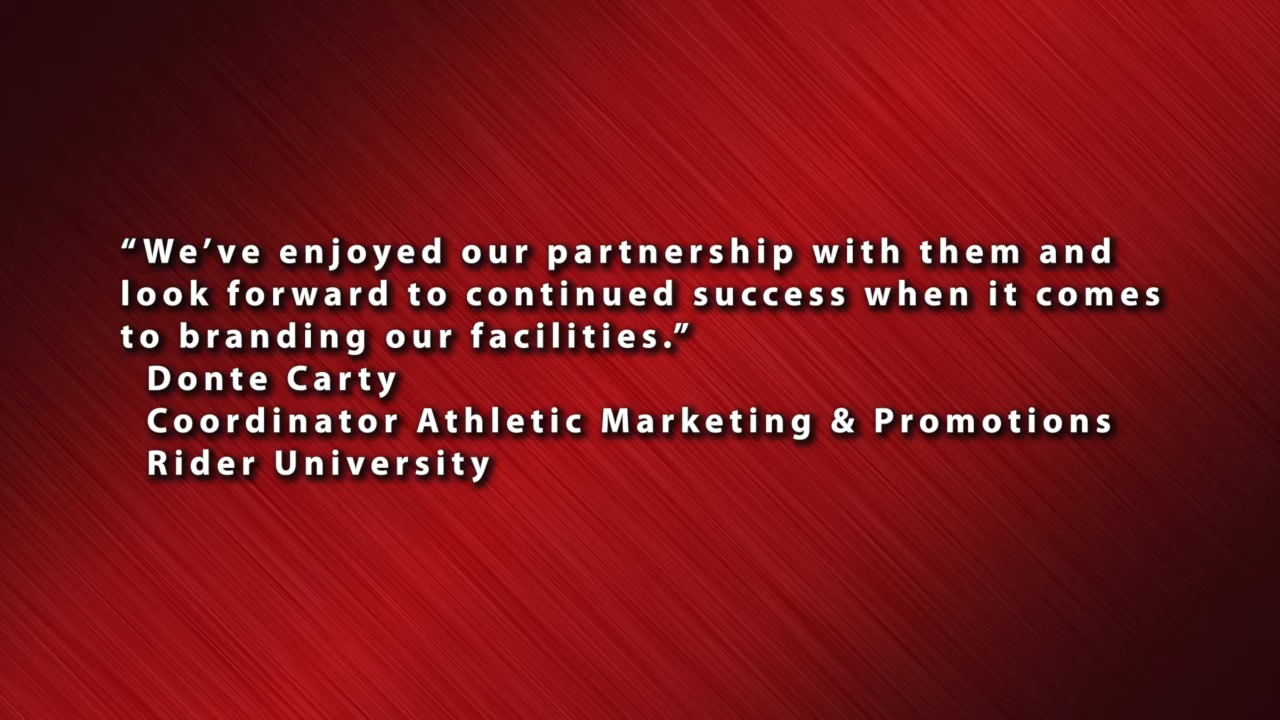 “We’ve enjoyed our partnership with them and
look forward to continued success when it comes
to branding our facilities.”
Donte Carty
Coordinator Athletic Marketing & Promotions
Rider University